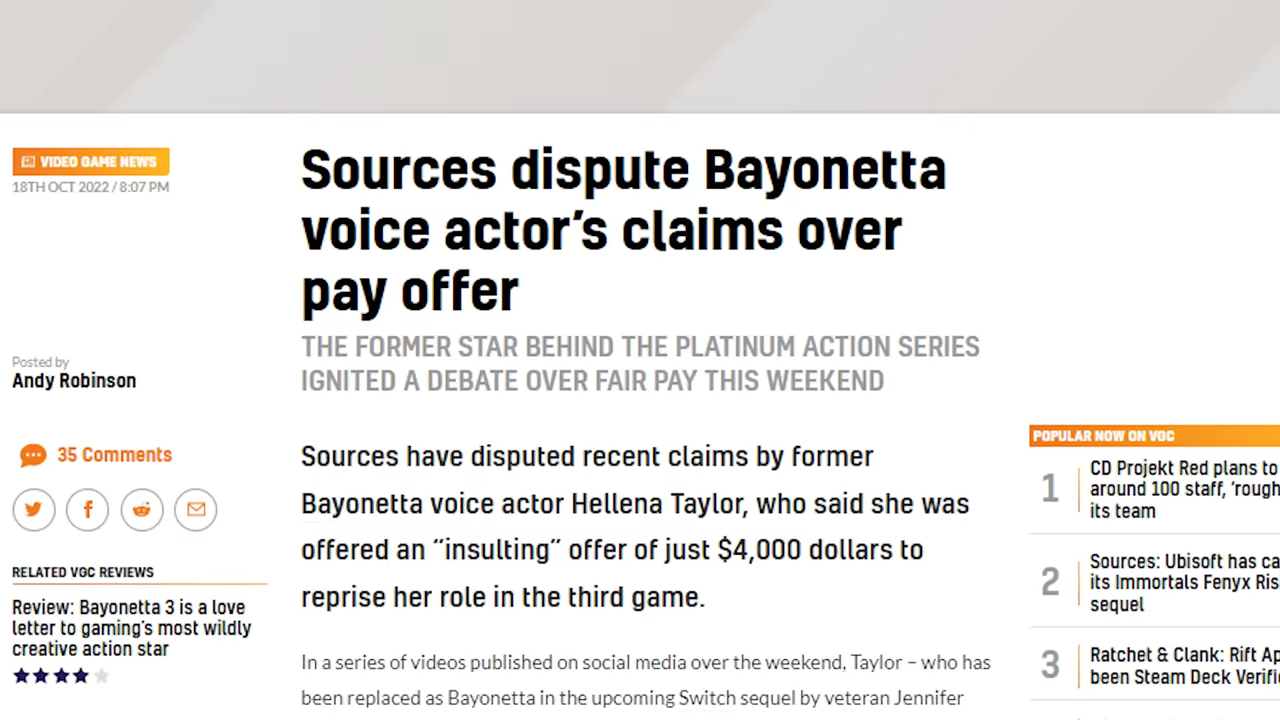 VIDEO GAME NEWS
18TH OCT 2022 / 8:07 PM
Sources dispute Bayonetta
voice actor's claims over
pay offer
THE FORMER STAR BEHIND THE PLATINUM ACTION SERIES
IGNITED A DEBATE OVER FAIR PAY THIS WEEKEND
Posted by
Andy Robinson
35 Comments
RELATED VGC REVIEWS
Review: Bayonetta 3 is a love
letter to gaming's most wildly
creative action star
Sources have disputed recent claims by former
Bayonetta voice actor Hellena Taylor, who said she was
offered an “insulting” offer of just $4,000 dollars to
reprise her role in the third game.
In a series of videos published on social media over the weekend, Taylor – who has
been replaced as Bayonetta in the upcoming Switch sequel by veteran Jennifer
POPULAR NOW ON VGC
1
CD Projekt Red plans to
around 100 staff, ‘rough
its team
2
Sources: Ubisoft has ca
its Immortals Fenyx Ris
sequel
3
Ratchet & Clank: Rift Ap
been Steam Deck Verifi